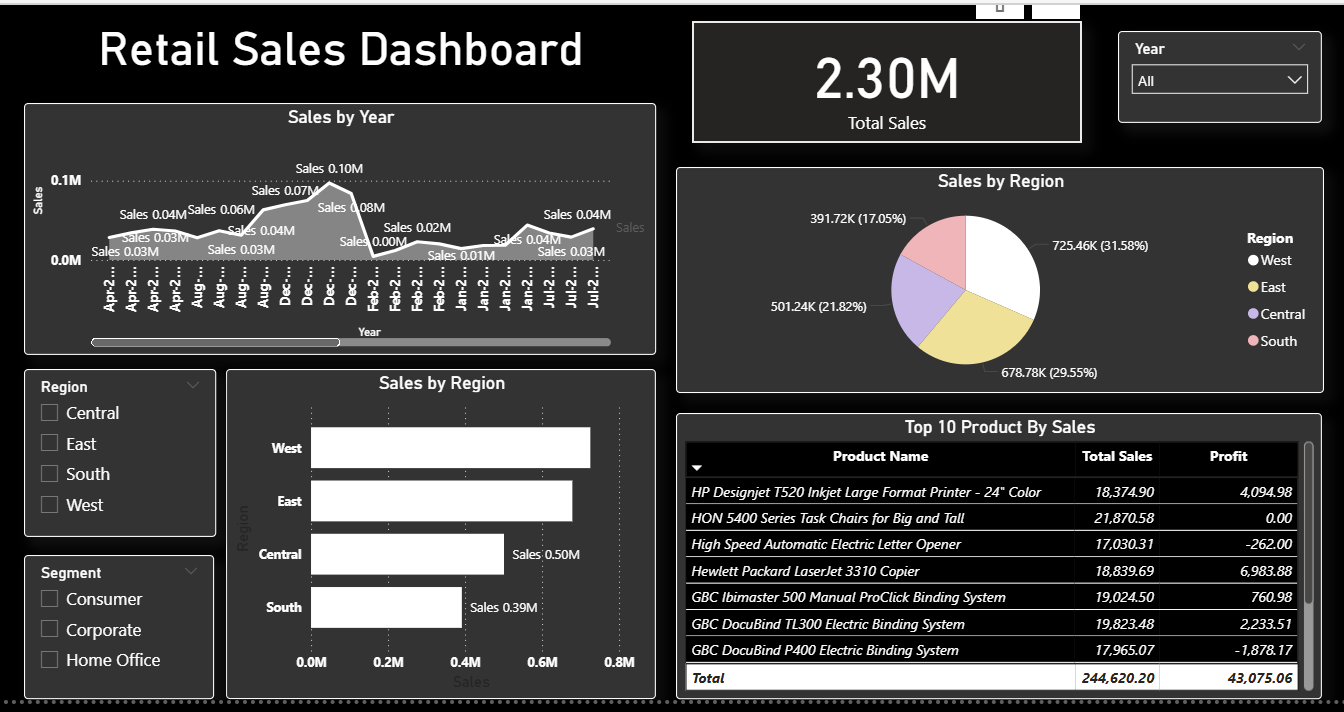 Retail Sales Dashboard
2.30M
Total Sales
Year
All
Sales by Year
Sales
0.1M
0.0M
Sales 0.03M
Sales 0.04M
Sales 0.03M
Sales 0.06M
Sales 0.03M
Sales 0.04M
Sales 0.07M
Sales 0.10M
Sales 0.08M
Sales 0.00M
Sales 0.02M
Sales 0.01M
Sales 0.04M
Sales 0.04M
Sales 0.03M
Sales
Apr-2...
Apr-2...
Apr-2...
Apr-2...
Aug-...
Aug-...
Aug-...
Aug-...
Dec-...
Dec-...
Dec-...
Dec-...
Feb-2...
Feb-2...
Feb-2...
Feb-2...
Jan-2...
Jan-2...
Jan-2...
Jan-2...
Jul-2...
Jul-2...
Jul-2...
Year
Sales by Region
391.72K (17.05%)
725.46K (31.58%)
501.24K (21.82%)
678.78K (29.55%)
Region
West
East
Central
South
Region
Central
East
South
West
Segment
Consumer
Corporate
Home Office
Sales by Region
Region
West
East
Central
Sales 0.50M
South
Sales 0.39M
0.0M 0.2M 0.4M 0.6M 0.8M
Sales
Top 10 Product By Sales
Product Name Total Sales Profit
HP Designjet T520 Inkjet Large Format Printer - 24" Color 18,374.90 4,094.98
HON 5400 Series Task Chairs for Big and Tall 21,870.58 0.00
High Speed Automatic Electric Letter Opener 17,030.31 -262.00
Hewlett Packard LaserJet 3310 Copier 18,839.69 6,983.88
GBC Ibimaster 500 Manual ProClick Binding System 19,024.50 760.98
GBC DocuBind TL300 Electric Binding System 19,823.48 2,233.51
GBC DocuBind P400 Electric Binding System 17,965.07 -1,878.17
Total 244,620.20 43,075.06